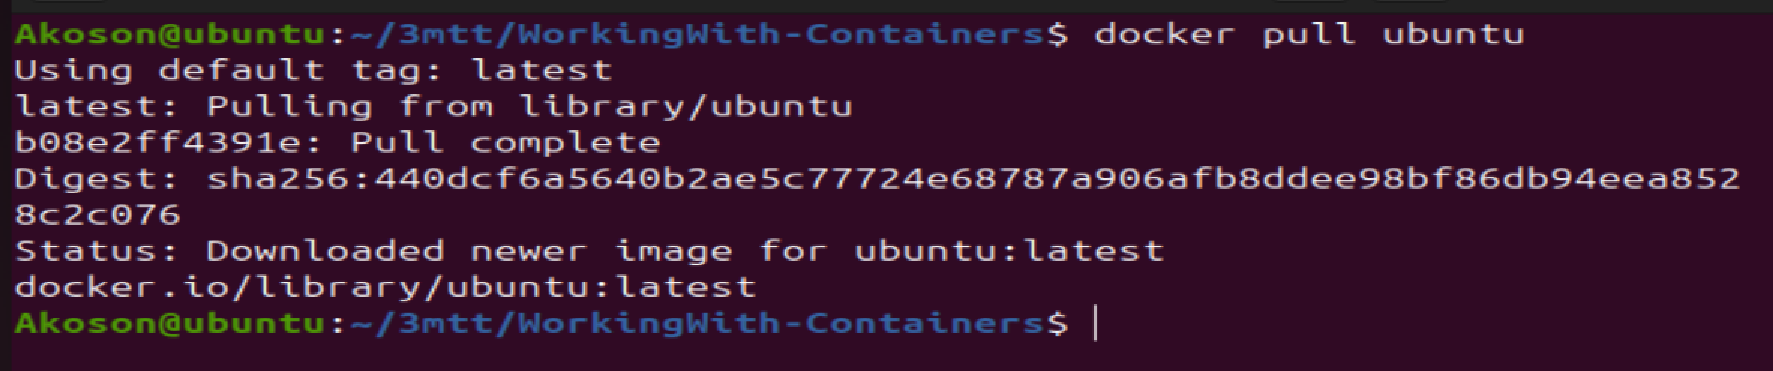 Akoson@ubuntu:~/3mtt/WorkingWith-Containers$ docker pull ubuntu
Using default tag: latest
latest: Pulling from library/ubuntu
b08e2ff4391e: Pull complete
Digest: sha256:440dcf6a5640b2ae5c77724e68787a906afb8ddee98bf86db94eea852
8c2c076
Status: Downloaded newer image for ubuntu:latest
docker.io/library/ubuntu:latest
Akoson@ubuntu:~/3mtt/WorkingWith-Containers$